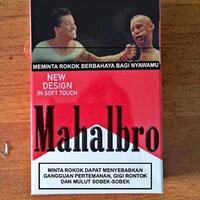 MEMINTA ROKOK BERBAHAYA BAGI NYAWAMU
NEW
DESIGN
IN SOFT TOUCH
Mahalbro
MINTA ROKOK DAPAT MENYEBABKAN
GANGGUAN PERTEMANAN, GIGI RONTOK
DAN MULUT SOBEK-SOBEK